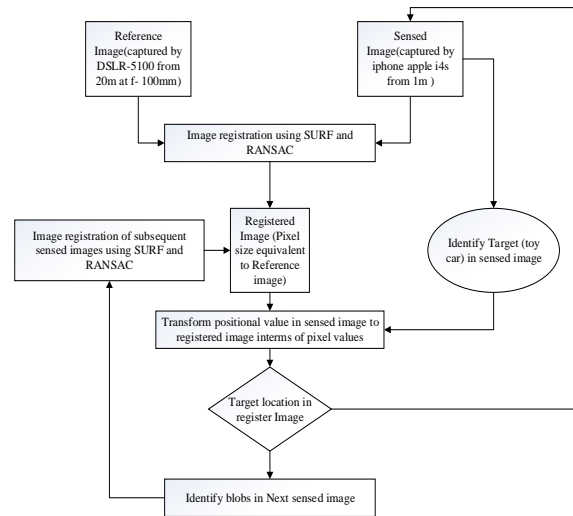 Reference
Image(captured by
DSLR-5100 from
20m at f- 100mm)
Sensed
Image(captured by
iphone apple i4s
from 1m )
Image registration using SURF and
RANSAC
Registered
Image (Pixel
size equivalent
to Reference
image)
Image registration of subsequent
sensed images using SURF and
RANSAC
Identify Target (toy
car) in sensed
image
Transform positional value in sensed image to
registered image interms of pixel values
Target location in
register Image
Identify blobs in Next sensed image